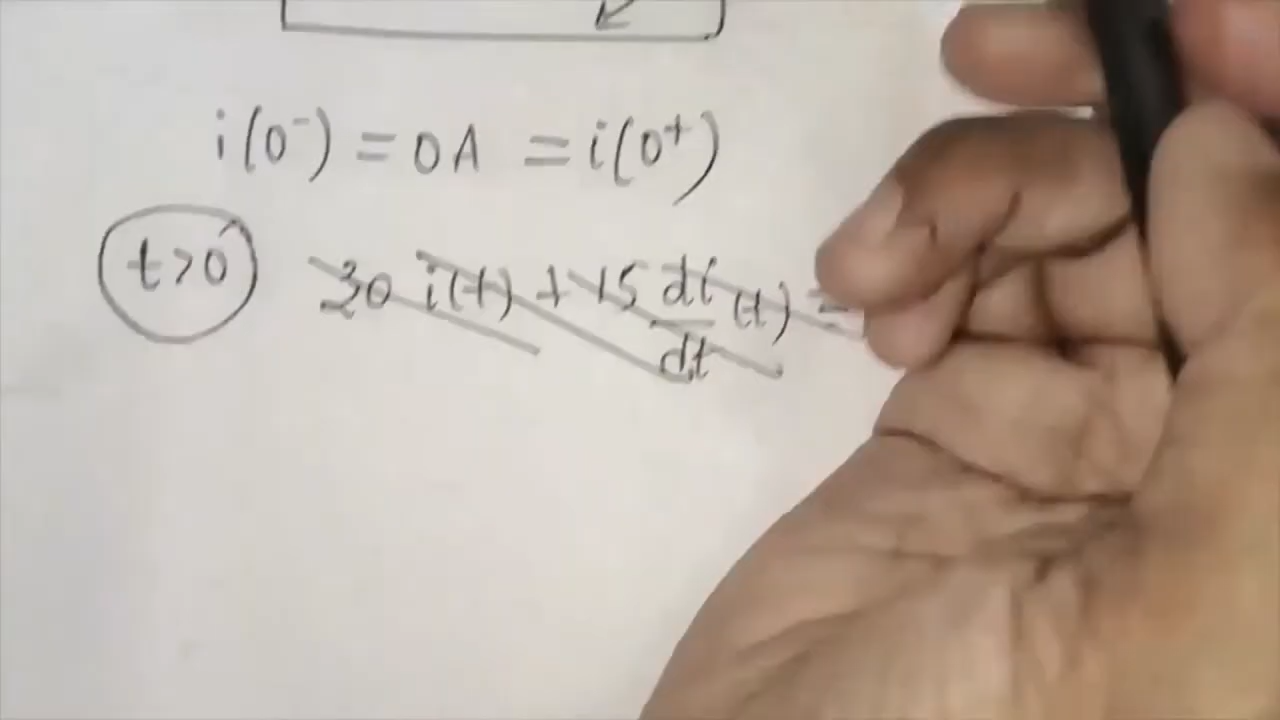 i(0⁻) = 0A = i(0⁺)
t>0 30 i(t) + 15 di/dt (t) =